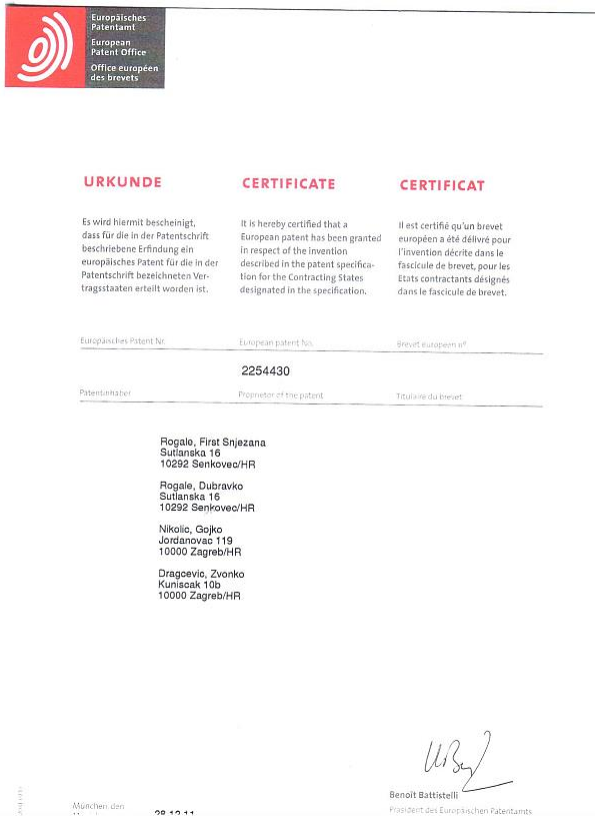 Europäisches
Patentamt
European
Patent Office
Office européen
des brevets
URKUNDE
Es wird hiermit bescheinigt,
dass für die in der Patentschrift
beschriebene Erfindung ein
europäisches Patent für die in der
Patentschrift bezeichneten Ver-
tragsstaaten erteilt worden ist.
CERTIFICATE
It is hereby certified that a
European patent has been granted
in respect of the invention
described in the patent specifica-
tion for the Contracting States
designated in the specification.
CERTIFICAT
Il est certifié qu'un brevet
européen a été délivré pour
l'invention décrite dans le
fascicule de brevet, pour les
Etats contractants désignés
dans le fascicule de brevet.
Europäisches Patent Nr.
European patent No.
Brevet européen n°
2254430
Patentinhaber
Proprietor of the patent
Titulaire du brevet
Rogale, First Snjezana
Sutlanska 16
10292 Senkovec/HR
Rogale, Dubravko
Sutlanska 16
10292 Senkovec/HR
Nikolic, Gojko
Jordanovac 119
10000 Zagreb/HR
Dragcevic, Zvonko
Kuniscak 10b
10000 Zagreb/HR
Benoît Battistelli
Präsident des Europäischen Patentamts
München den
28.12.11